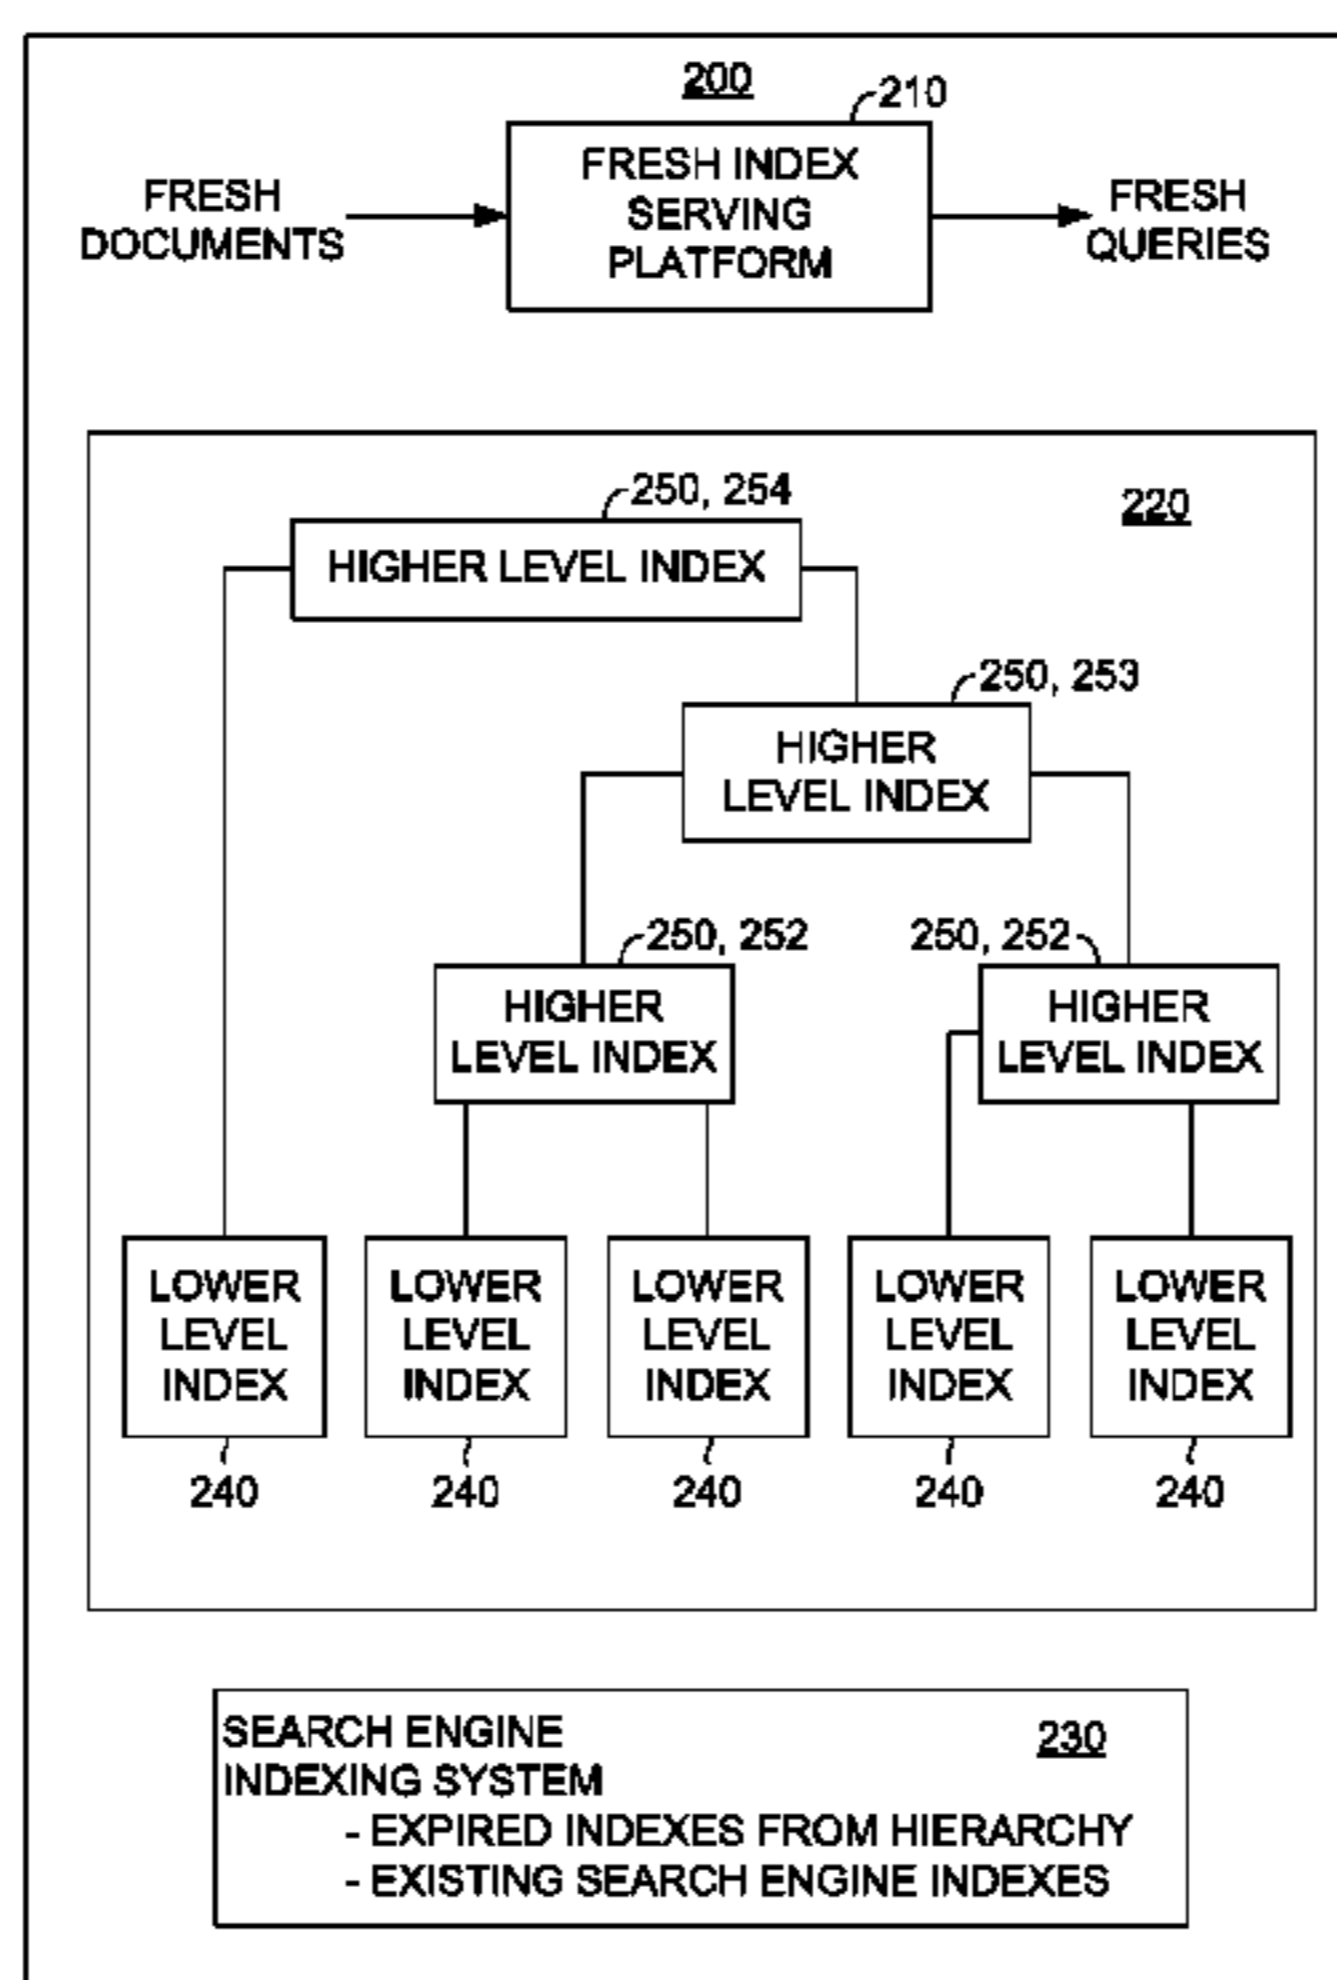 200
210
FRESH INDEX
SERVING
PLATFORM
FRESH
DOCUMENTS
FRESH
QUERIES
220
250, 254
HIGHER LEVEL INDEX
250, 253
HIGHER
LEVEL INDEX
250, 252
HIGHER
LEVEL INDEX
250, 252
HIGHER
LEVEL INDEX
LOWER
LEVEL
INDEX
240
LOWER
LEVEL
INDEX
240
LOWER
LEVEL
INDEX
240
LOWER
LEVEL
INDEX
240
LOWER
LEVEL
INDEX
240
230
SEARCH ENGINE
INDEXING SYSTEM
- EXPIRED INDEXES FROM HIERARCHY
- EXISTING SEARCH ENGINE INDEXES